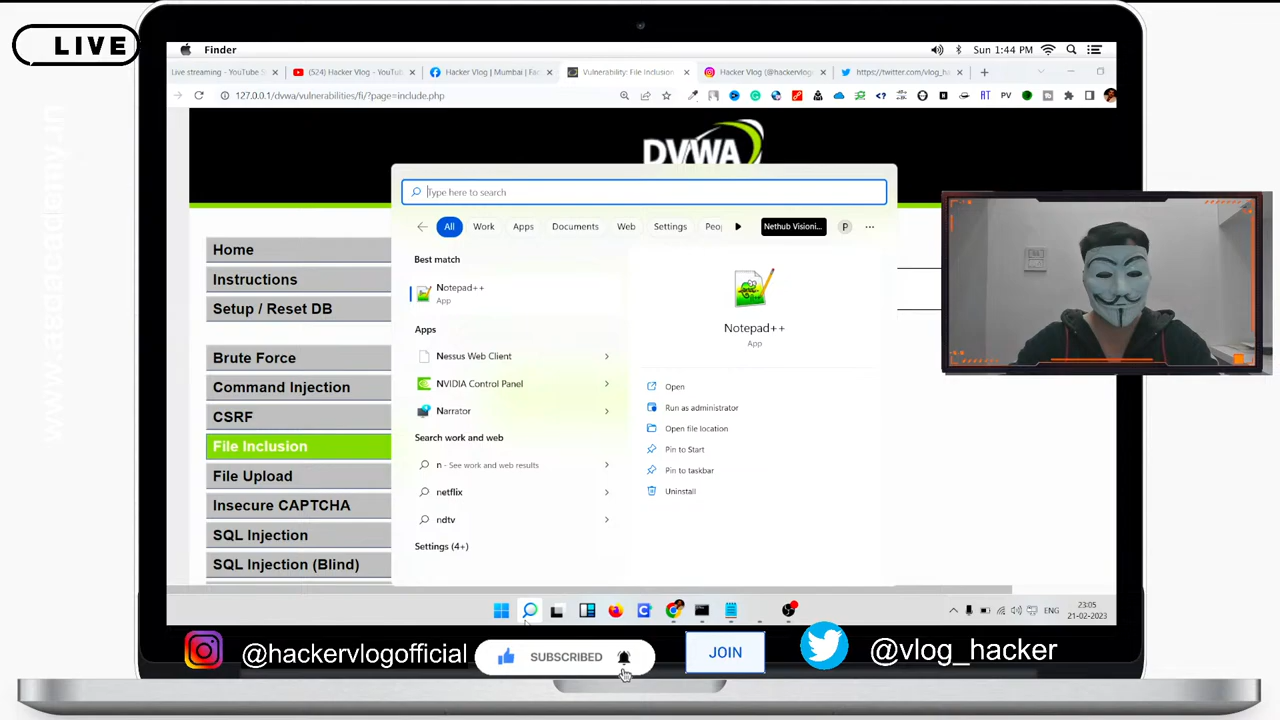 LIVE
Finder
Sun 1:44 PM
Live streaming - YouTube S
(524) Hacker Vlog - YouTube
Hacker Vlog | Mumbai | Fac
Vulnerability: File Inclusion
Hacker Vlog (@hackervlog
https://twitter.com/vlog_h
127.0.0.1/dvwa/vulnerabilities/fi/?page=include.php
DVWA
Type here to search
All
Work
Apps
Documents
Web
Settings
Peop
Nethub Visioni...
P
Home
Instructions
Setup / Reset DB
Brute Force
Command Injection
CSRF
File Inclusion
File Upload
Insecure CAPTCHA
SQL Injection
SQL Injection (Blind)
Best match
Notepad++
App
Apps
Nessus Web Client
NVIDIA Control Panel
Narrator
Search work and web
n - See work and web results
netflix
ndtv
Settings (4+)
Notepad++
App
Open
Run as administrator
Open file location
Pin to Start
Pin to taskbar
Uninstall
ENG
23:05
21-02-2023
@hackervlogofficial
SUBSCRIBED
JOIN
@vlog_hacker